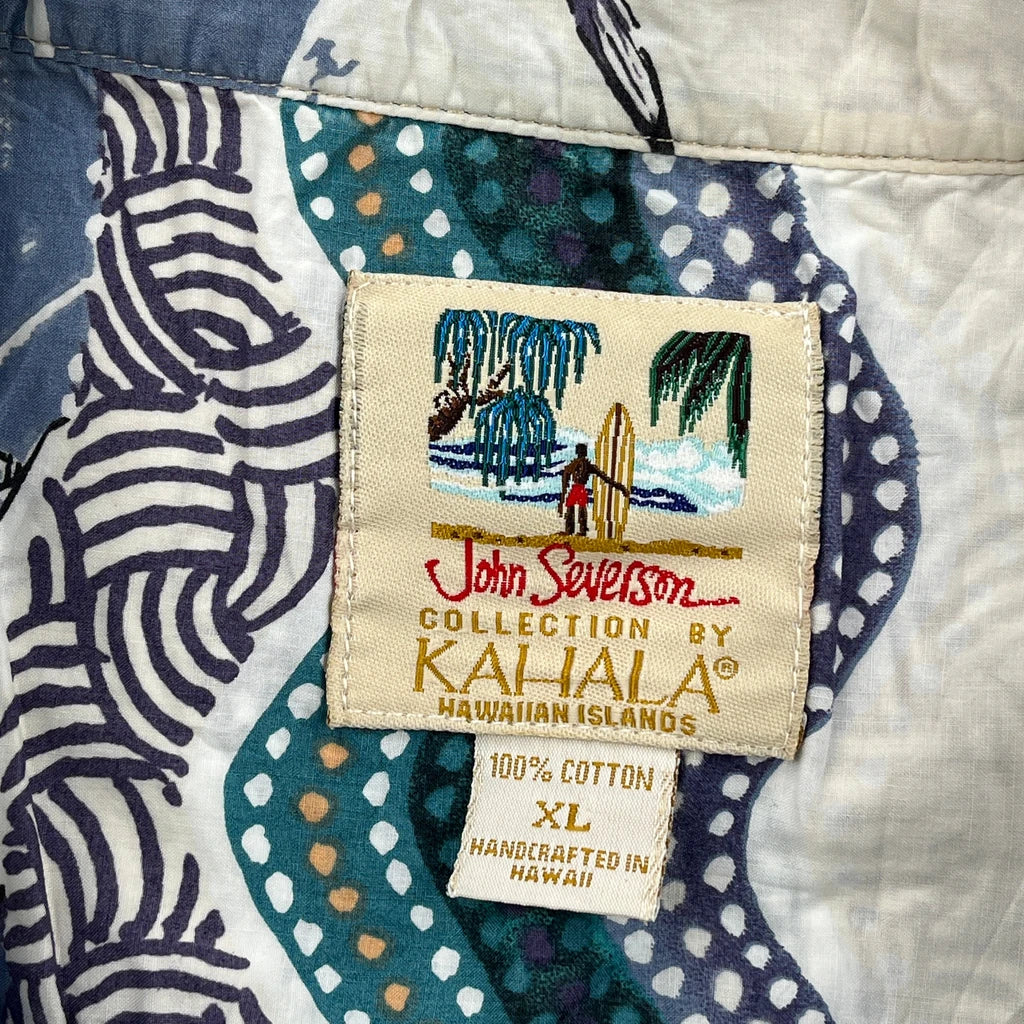 John Severson
COLLECTION BY
KAHALA®
HAWAIIAN ISLANDS
100% COTTON
XL
HANDCRAFTED IN
HAWAII